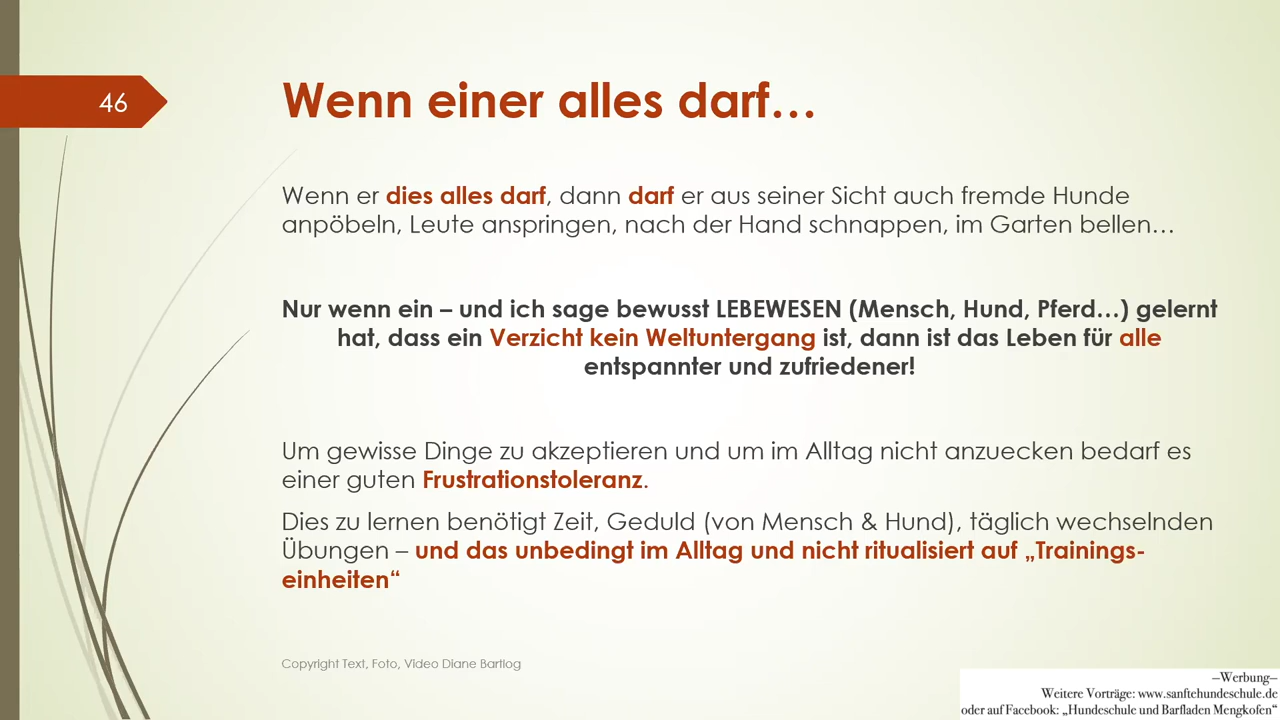 46
Wenn einer alles darf…
Wenn er dies alles darf, dann darf er aus seiner Sicht auch fremde Hunde
anpöbeln, Leute anspringen, nach der Hand schnappen, im Garten bellen…
Nur wenn ein – und ich sage bewusst LEBEWESEN (Mensch, Hund, Pferd…) gelernt
hat, dass ein Verzicht kein Weltuntergang ist, dann ist das Leben für alle
entspannter und zufriedener!
Um gewisse Dinge zu akzeptieren und um im Alltag nicht anzuecken bedarf es
einer guten Frustrationstoleranz.
Dies zu lernen benötigt Zeit, Geduld (von Mensch & Hund), täglich wechselnden
Übungen – und das unbedingt im Alltag und nicht ritualisiert auf „Trainings-
einheiten“
Copyright Text, Foto, Video Diane Bartlog
—Werbung—
Weitere Vorträge: www.sanftehundeschule.de
oder auf Facebook: „Hundeschule und Barfladen Mengkofen“